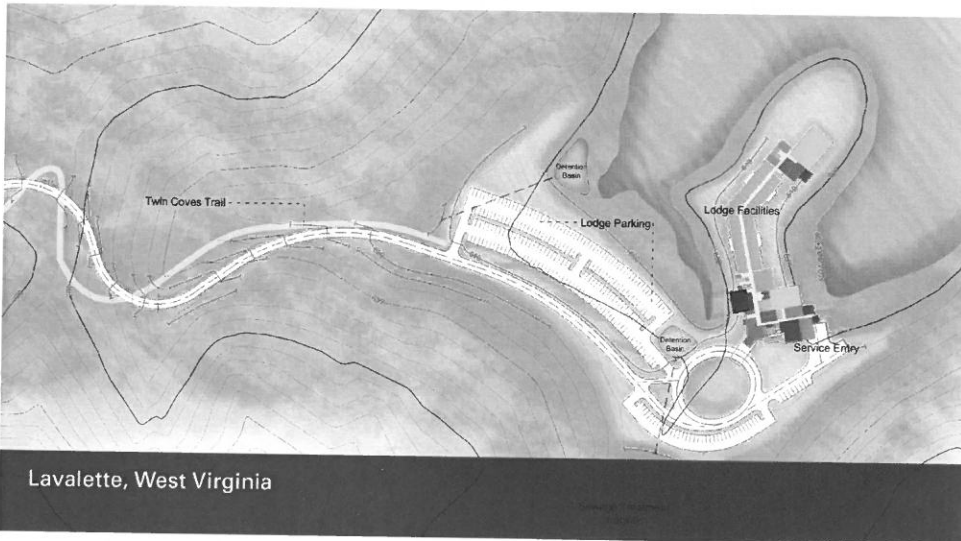 Detention
Basin
Twin Coves Trail
Lodge Parking
Lodge Facilities
Detention
Basin
Service Entry
Lavalette, West Virginia